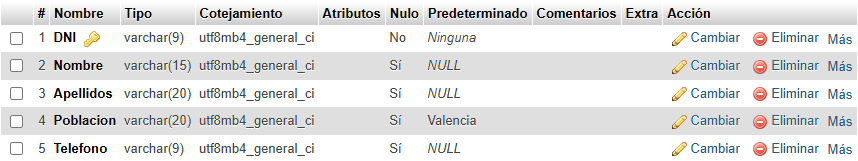 # Nombre Tipo Cotejamiento Atributos Nulo Predeterminado Comentarios Extra Acción
1 DNI varchar(9) utf8mb4_general_ci No Ninguna Cambiar Eliminar Más
2 Nombre varchar(15) utf8mb4_general_ci Sí NULL Cambiar Eliminar Más
3 Apellidos varchar(20) utf8mb4_general_ci Sí NULL Cambiar Eliminar Más
4 Poblacion varchar(20) utf8mb4_general_ci Sí Valencia Cambiar Eliminar Más
5 Telefono varchar(9) utf8mb4_general_ci Sí NULL Cambiar Eliminar Más